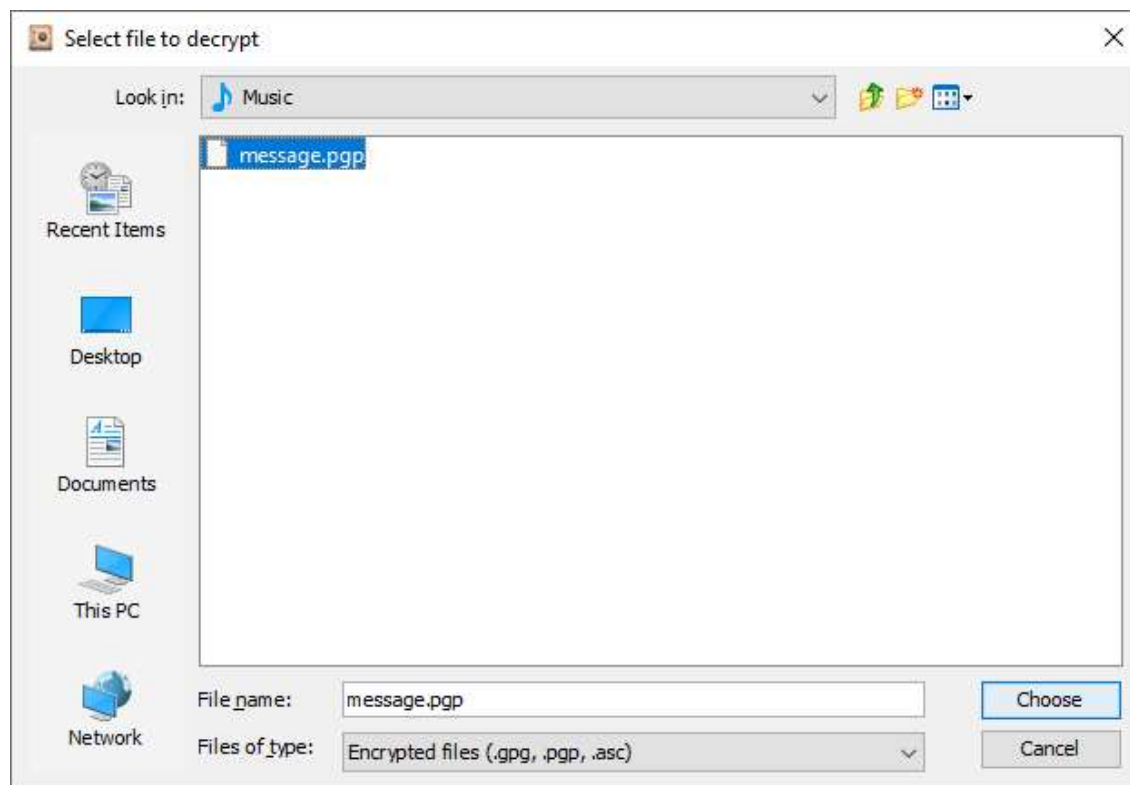 Select file to decrypt
Look in: Music
message.pgp
Recent Items
Desktop
Documents
This PC
Network
File name: message.pgp Choose
Files of type: Encrypted files (.gpg, .pgp, .asc) Cancel